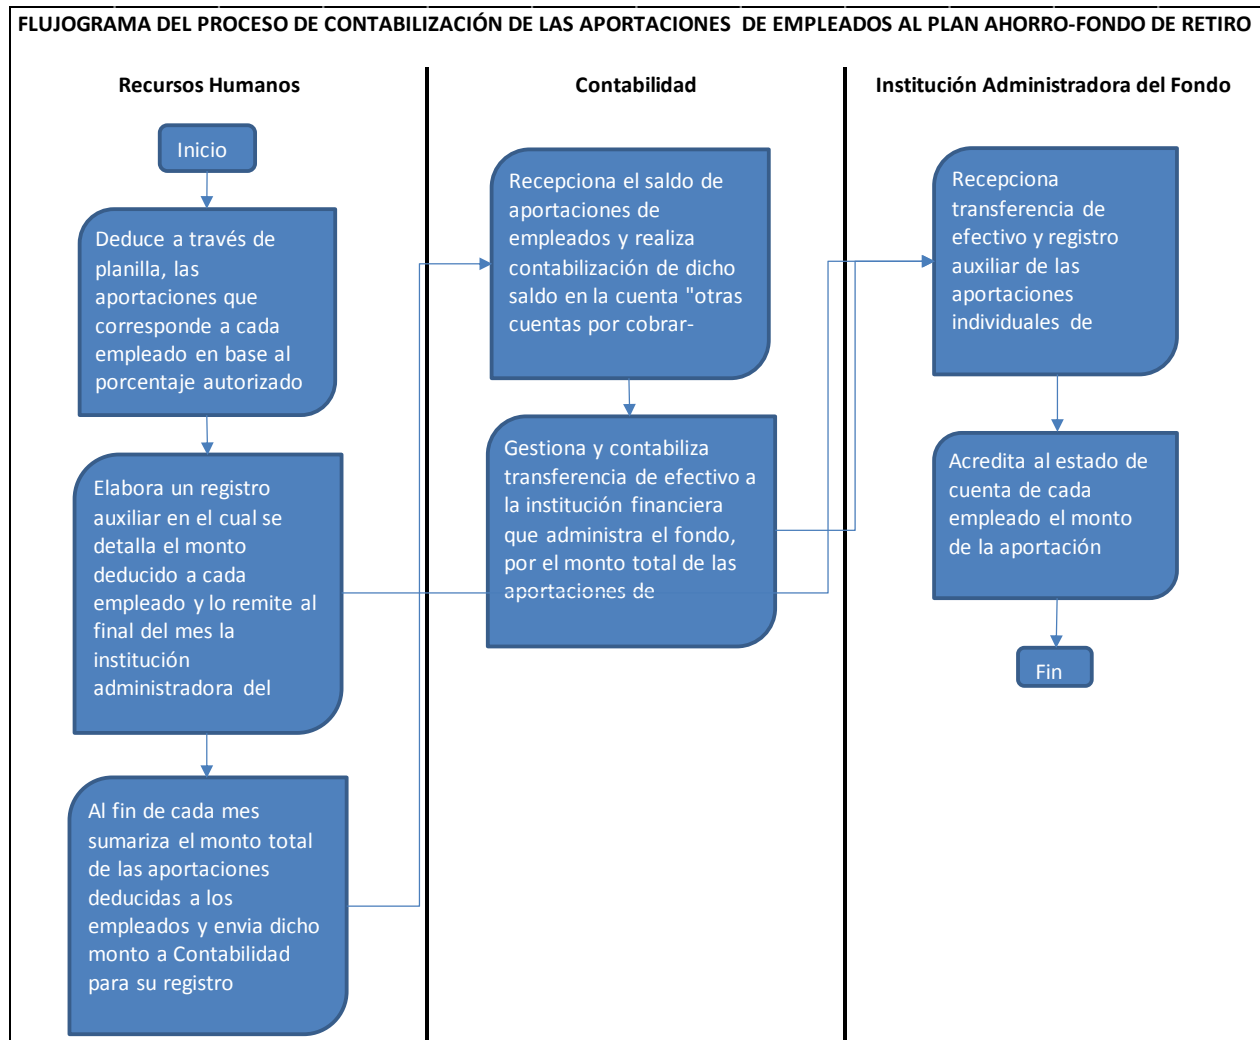 FLUJOGRAMA DEL PROCESO DE CONTABILIZACIÓN DE LAS APORTACIONES DE EMPLEADOS AL PLAN AHORRO-FONDO DE RETIRO
Recursos Humanos
Inicio
Deduce a través de
planilla, las
aportaciones que
corresponde a cada
empleado en base al
porcentaje autorizado
Elabora un registro
auxiliar en el cual se
detalla el monto
deducido a cada
empleado y lo remite al
final del mes la
institución
administradora del
Al fin de cada mes
sumariza el monto total
de las aportaciones
deducidas a los
empleados y envia dicho
monto a Contabilidad
para su registro
Contabilidad
Recepciona el saldo de
aportaciones de
empleados y realiza
contabilización de dicho
saldo en la cuenta "otras
cuentas por cobrar-
Gestiona y contabiliza
transferencia de efectivo a
la institución financiera
que administra el fondo,
por el monto total de las
aportaciones de
Institución Administradora del Fondo
Recepciona
transferencia de
efectivo y registro
auxiliar de las
aportaciones
individuales de
Acredita al estado de
cuenta de cada
empleado el monto
de la aportación
Fin